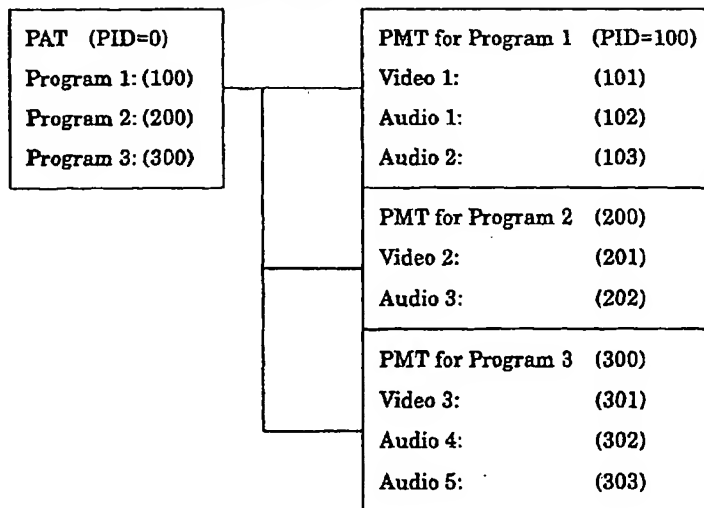 PAT (PID=0)
Program 1: (100)
Program 2: (200)
Program 3: (300)
PMT for Program 1 (PID=100)
Video 1: (101)
Audio 1: (102)
Audio 2: (103)
PMT for Program 2 (200)
Video 2: (201)
Audio 3: (202)
PMT for Program 3 (300)
Video 3: (301)
Audio 4: (302)
Audio 5: (303)